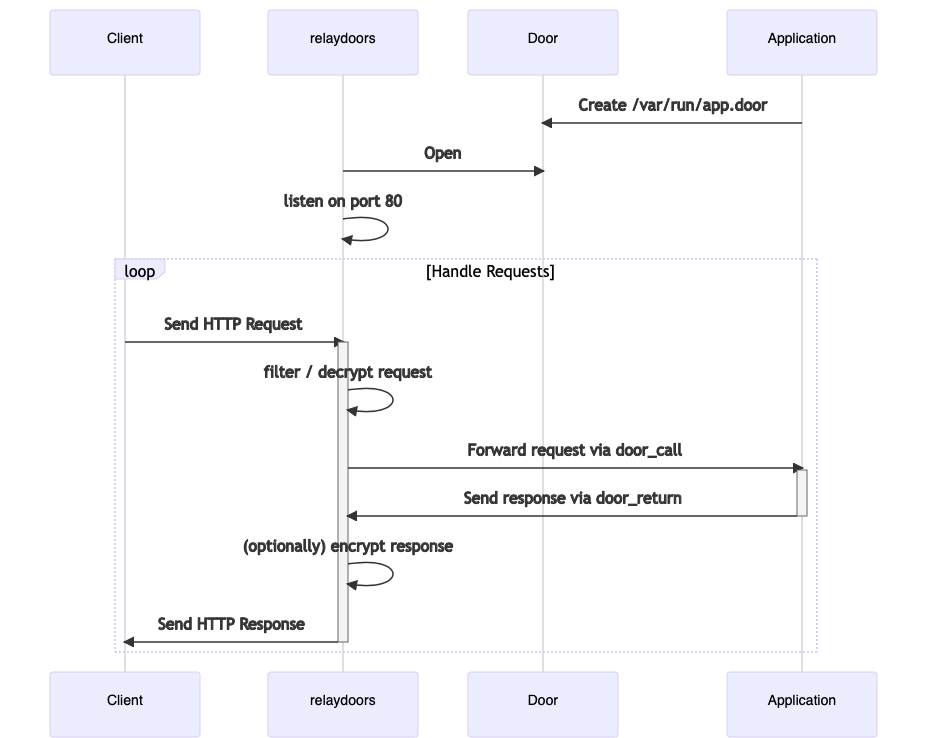 Client
relaydoors
Door
Application
Create /var/run/app.door
Open
listen on port 80
loop
[Handle Requests]
Send HTTP Request
filter / decrypt request
Forward request via door_call
Send response via door_return
(optionally) encrypt response
Send HTTP Response
Client
relaydoors
Door
Application